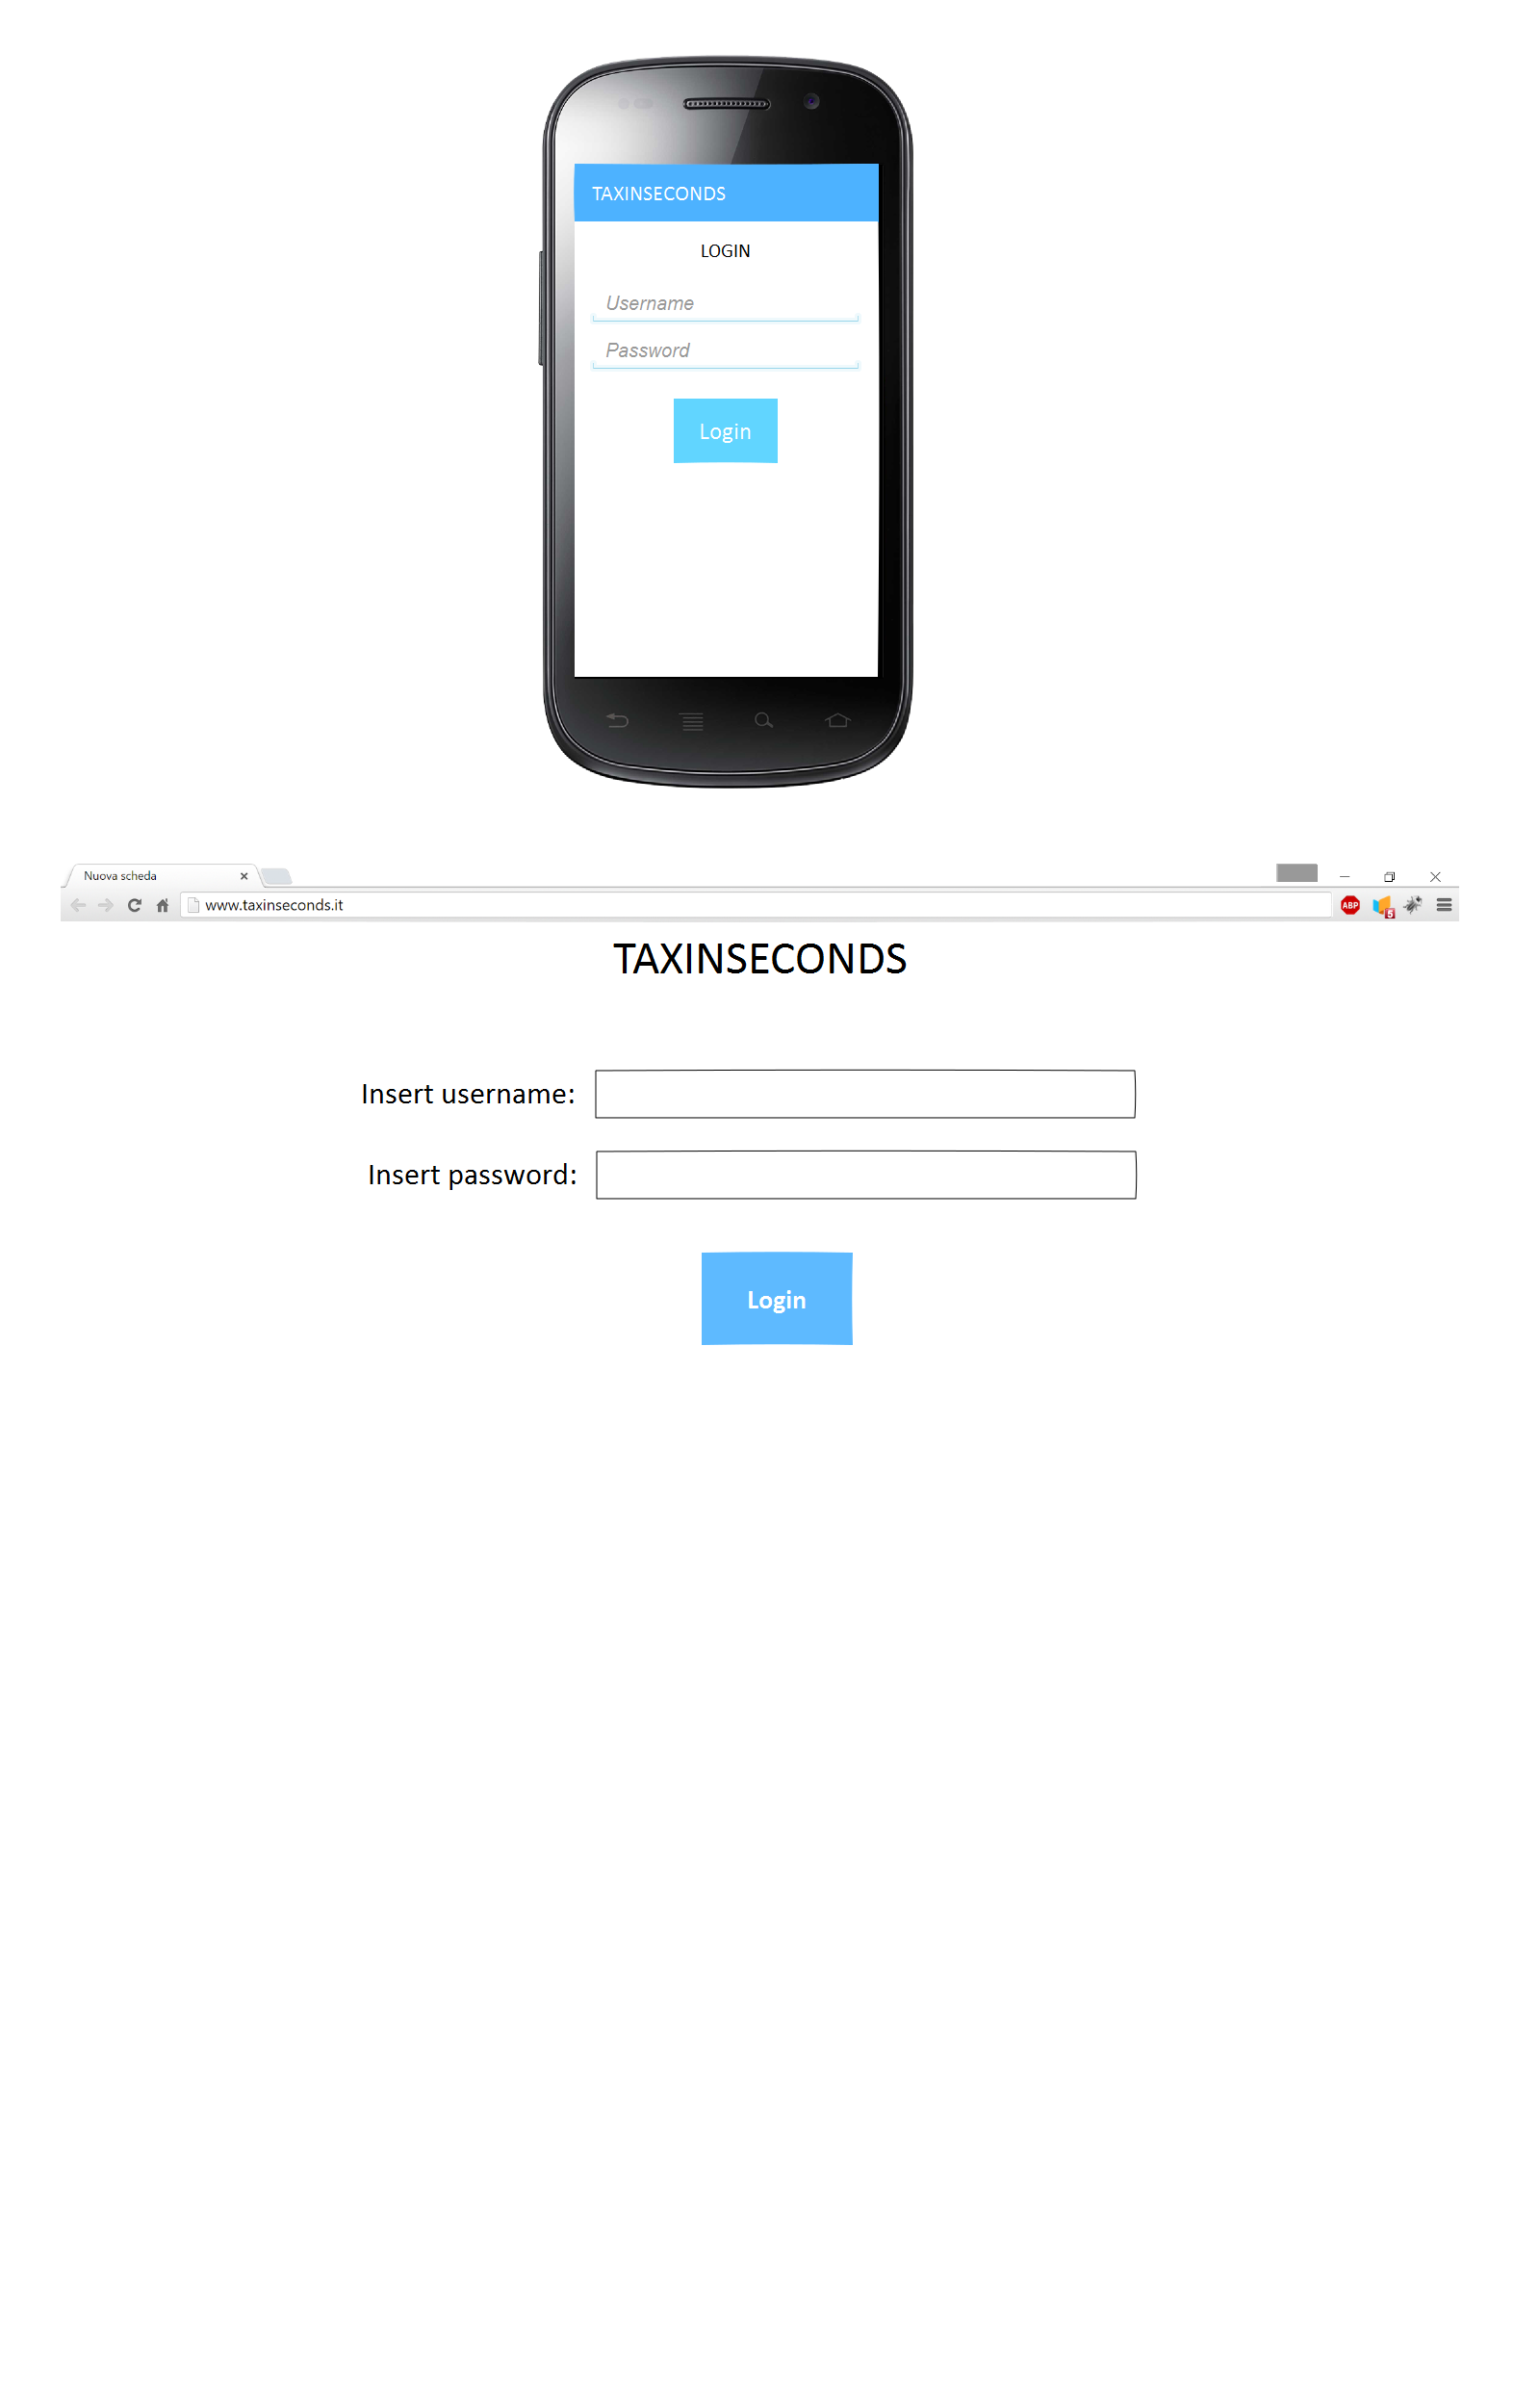 TAXINSECONDS
LOGIN
Username
Password
Login
Nuova scheda
www.taxinseconds.it
ABP
5
TAXINSECONDS
Insert username:
Insert password:
Login